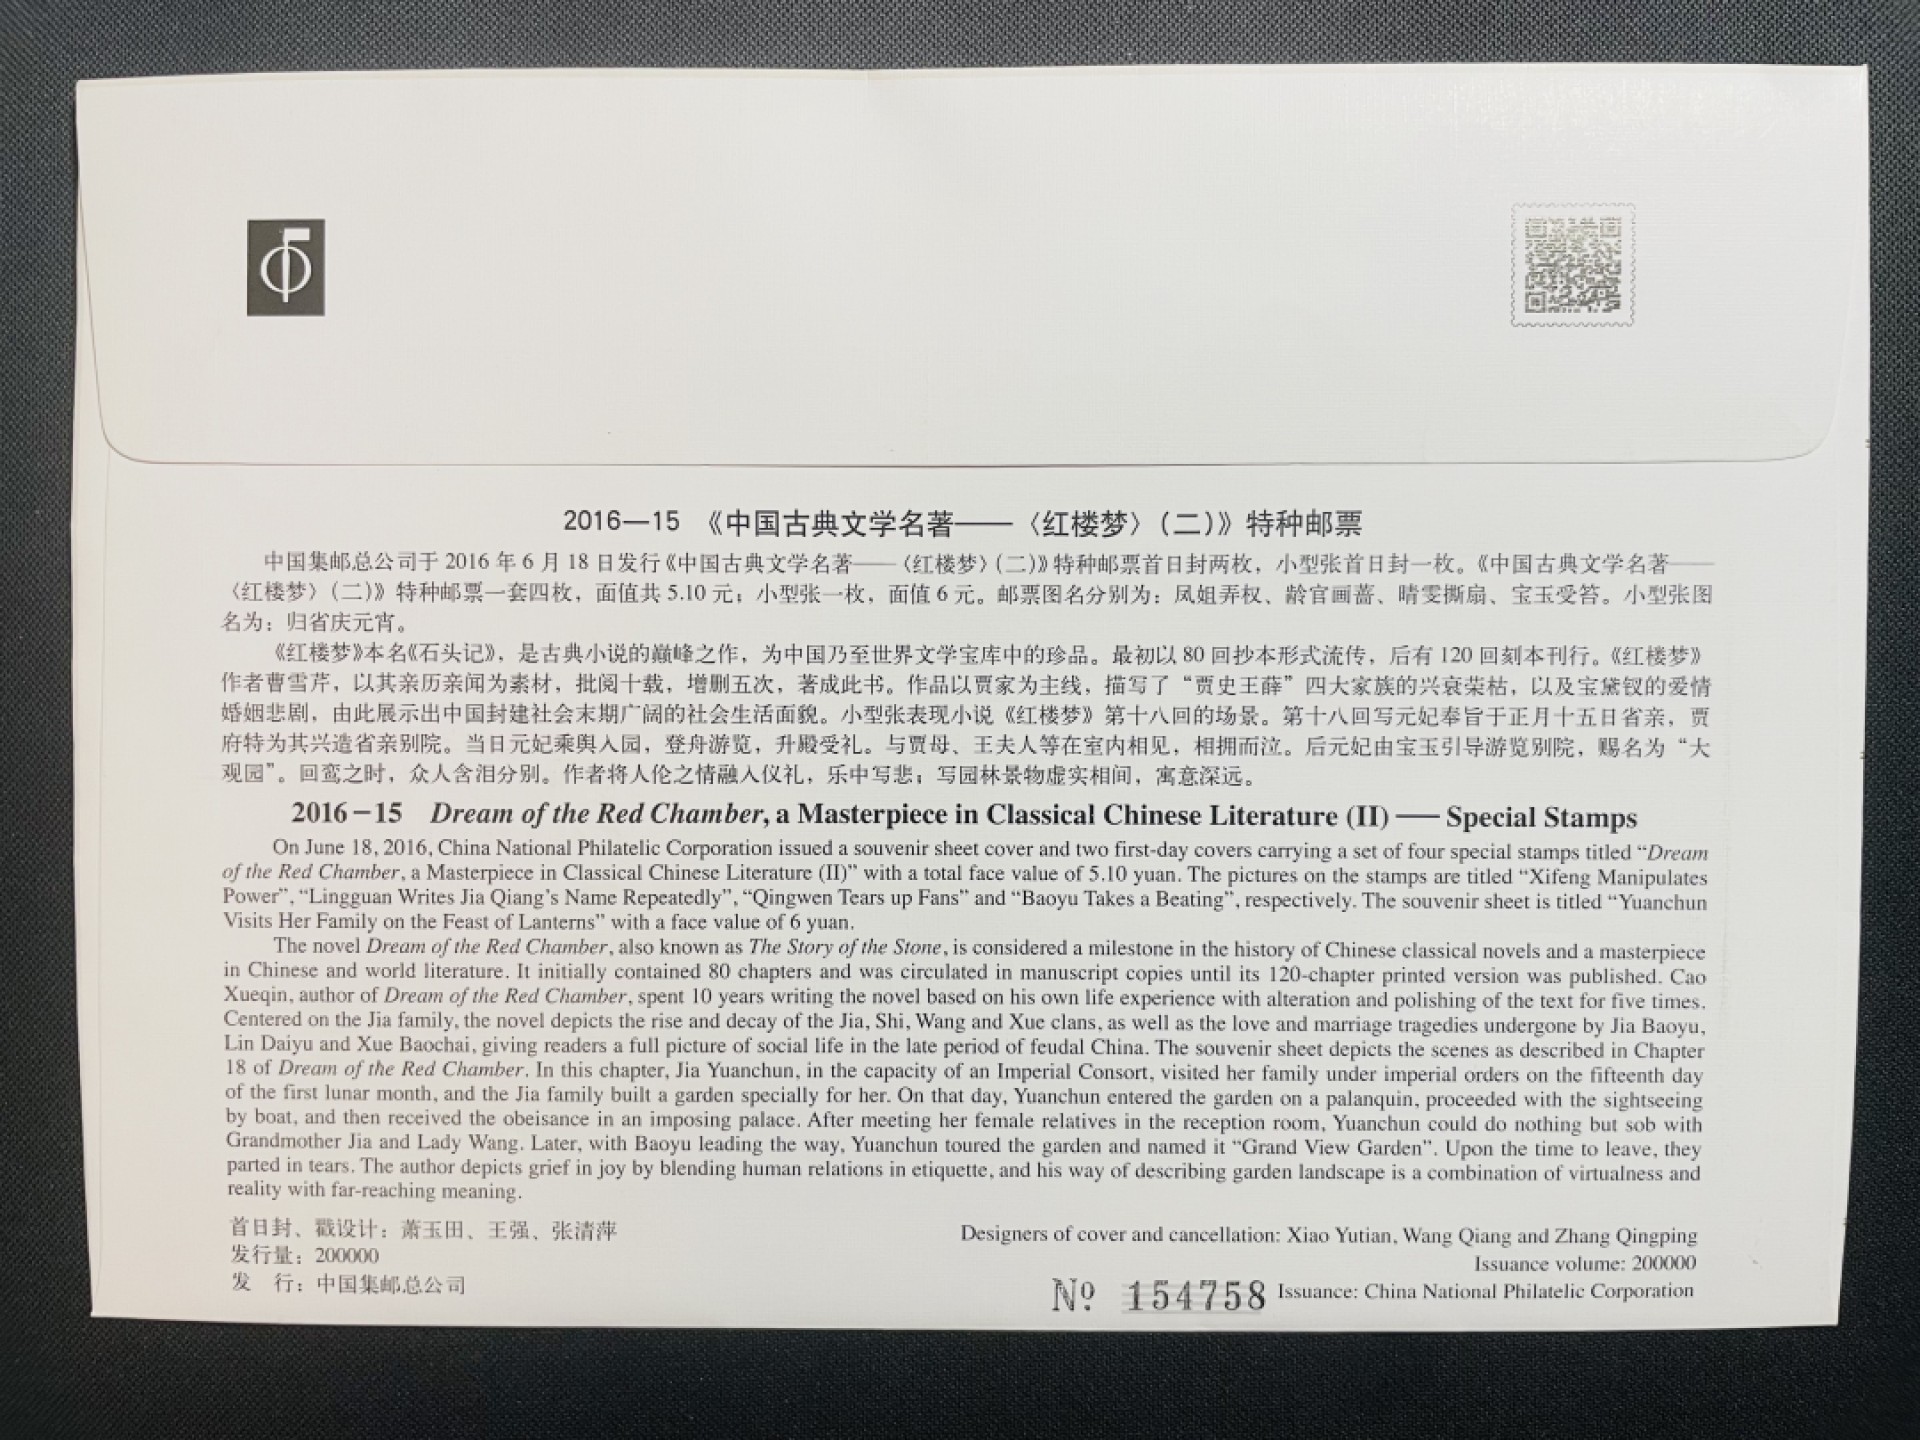 2016—15 《中国古典文学名著——〈红楼梦〉(二)》特种邮票
中国集邮总公司于 2016 年 6 月 18 日发行《中国古典文学名著——〈红楼梦〉(二)》特种邮票首日封两枚，小型张首日封一枚。《中国古典文学名著——
〈红楼梦〉(二)》特种邮票一套四枚，面值共 5.10 元；小型张一枚，面值 6 元。邮票图名分别为：凤姐弄权、龄官画蔷、晴雯撕扇、宝玉受笞。小型张图
名为：归省庆元宵。
《红楼梦》本名《石头记》，是古典小说的巅峰之作，为中国乃至世界文学宝库中的珍品。最初以 80 回抄本形式流传，后有 120 回刻本刊行。《红楼梦》
作者曹雪芹，以其亲历亲闻为素材，批阅十载，增删五次，著成此书。作品以贾家为主线，描写了“贾史王薛”四大家族的兴衰荣枯，以及宝黛钗的爱情
婚姻悲剧，由此展示出中国封建社会末期广阔的社会生活面貌。小型张表现小说《红楼梦》第十八回的场景。第十八回写元妃奉旨于正月十五日省亲，贾
府特为其兴造省亲别院。当日元妃乘舆入园，登舟游览，升殿受礼。与贾母、王夫人等在室内相见，相拥而泣。后元妃由宝玉引导游览别院，赐名为“大
观园”。回鸾之时，众人含泪分别。作者将人伦之情融入仪礼，乐中写悲；写园林景物虚实相间，寓意深远。
2016－15 Dream of the Red Chamber, a Masterpiece in Classical Chinese Literature (II) — Special Stamps
On June 18, 2016, China National Philatelic Corporation issued a souvenir sheet cover and two first-day covers carrying a set of four special stamps titled “Dream
of the Red Chamber, a Masterpiece in Classical Chinese Literature (II)” with a total face value of 5.10 yuan. The pictures on the stamps are titled “Xifeng Manipulates
Power”, “Lingguan Writes Jia Qiang's Name Repeatedly”, “Qingwen Tears up Fans” and “Baoyu Takes a Beating”, respectively. The souvenir sheet is titled “Yuanchun
Visits Her Family on the Feast of Lanterns” with a face value of 6 yuan.
The novel Dream of the Red Chamber, also known as The Story of the Stone, is considered a milestone in the history of Chinese classical novels and a masterpiece
in Chinese and world literature. It initially contained 80 chapters and was circulated in manuscript copies until its 120-chapter printed version was published. Cao
Xueqin, author of Dream of the Red Chamber, spent 10 years writing the novel based on his own life experience with alteration and polishing of the text for five times.
Centered on the Jia family, the novel depicts the rise and decay of the Jia, Shi, Wang and Xue clans, as well as the love and marriage tragedies undergone by Jia Baoyu,
Lin Daiyu and Xue Baochai, giving readers a full picture of social life in the late period of feudal China. The souvenir sheet depicts the scenes as described in Chapter
18 of Dream of the Red Chamber. In this chapter, Jia Yuanchun, in the capacity of an Imperial Consort, visited her family under imperial orders on the fifteenth day
of the first lunar month, and the Jia family built a garden specially for her. On that day, Yuanchun entered the garden on a palanquin, proceeded with the sightseeing
by boat, and then received the obeisance in an imposing palace. After meeting her female relatives in the reception room, Yuanchun could do nothing but sob with
Grandmother Jia and Lady Wang. Later, with Baoyu leading the way, Yuanchun toured the garden and named it “Grand View Garden”. Upon the time to leave, they
parted in tears. The author depicts grief in joy by blending human relations in etiquette, and his way of describing garden landscape is a combination of virtualness and
reality with far-reaching meaning.
首日封、戳设计：萧玉田、王强、张清萍
发行量：200000
发 行：中国集邮总公司
Designers of cover and cancellation: Xiao Yutian, Wang Qiang and Zhang Qingping
Issuance volume: 200000
№ 154758 Issuance: China National Philatelic Corporation